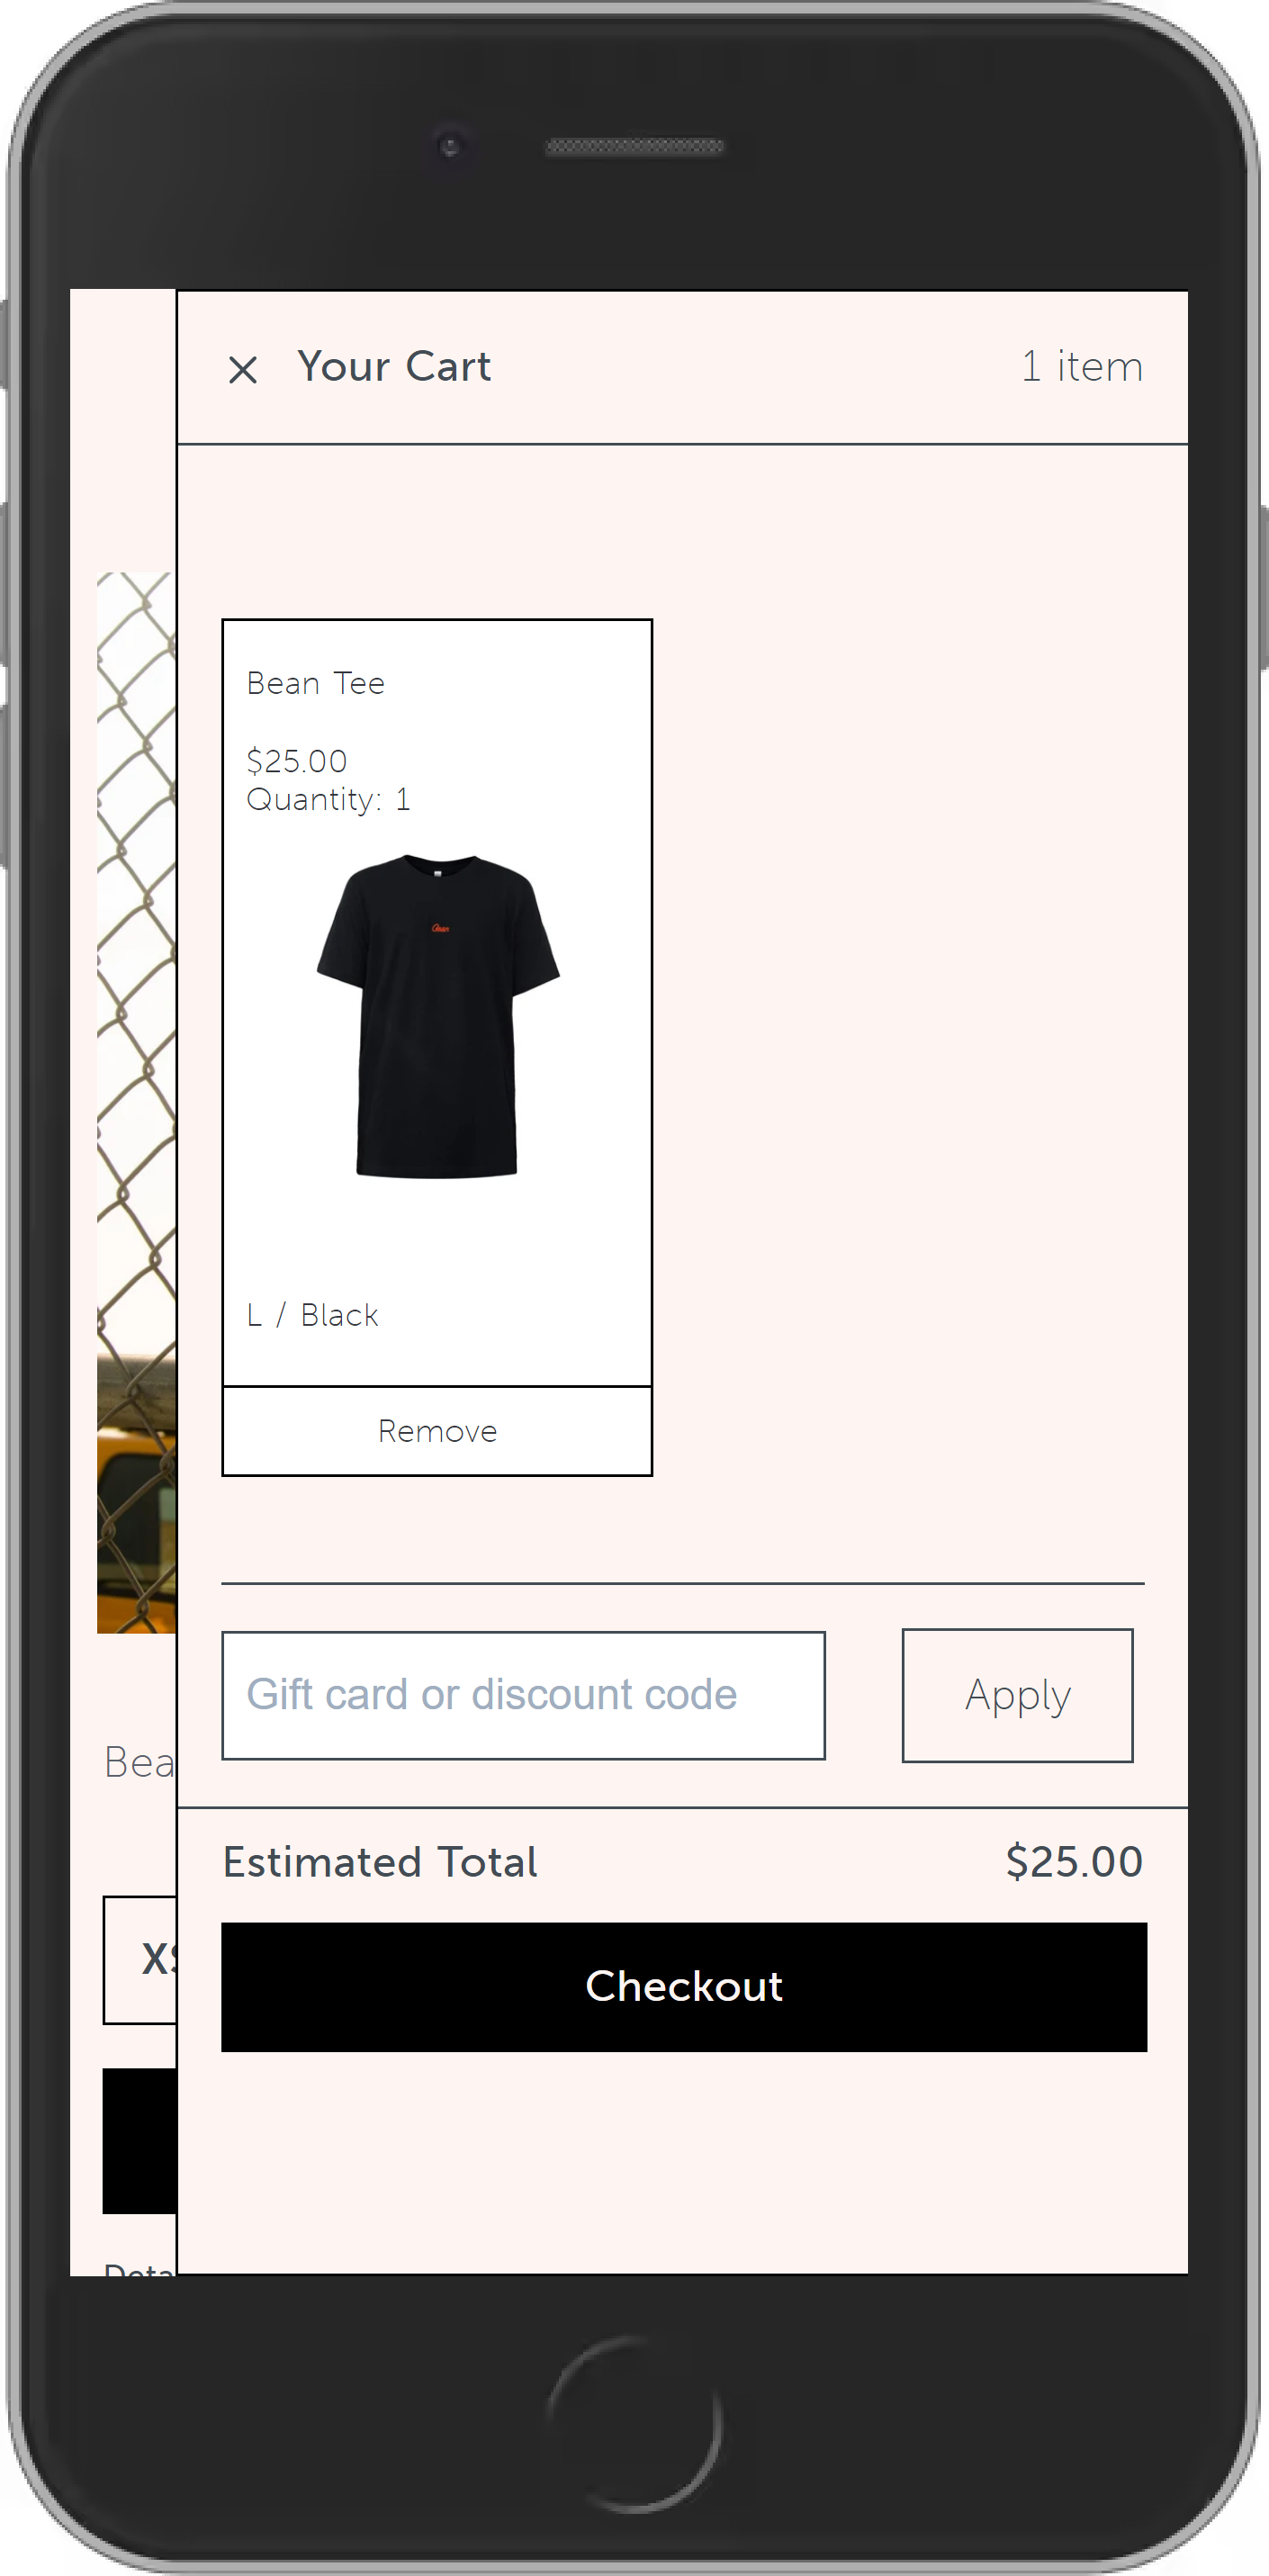 Your Cart
1 item
Bean Tee
$25.00
Quantity: 1
Bean
L / Black
Remove
Gift card or discount code
Apply
Bea
Estimated Total
$25.00
XS
Checkout
Deta